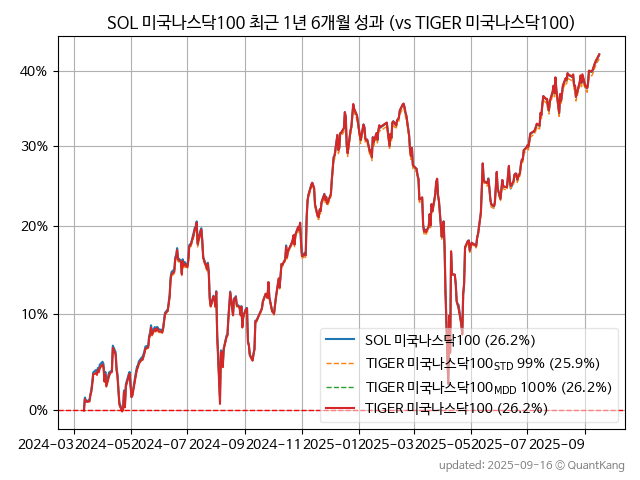 SOL 미국나스닥100 최근 1년 6개월 성과 (vs TIGER 미국나스닥100)
40%
30%
20%
10%
0%
SOL 미국나스닥100 (26.2%)
TIGER 미국나스닥100STD 99% (25.9%)
TIGER 미국나스닥100MDD 100% (26.2%)
TIGER 미국나스닥100 (26.2%)
2024-03 2024-05 2024-07 2024-09 2024-11 2025-01 2025-03 2025-05 2025-07 2025-09
updated: 2025-09-16 © QuantKang